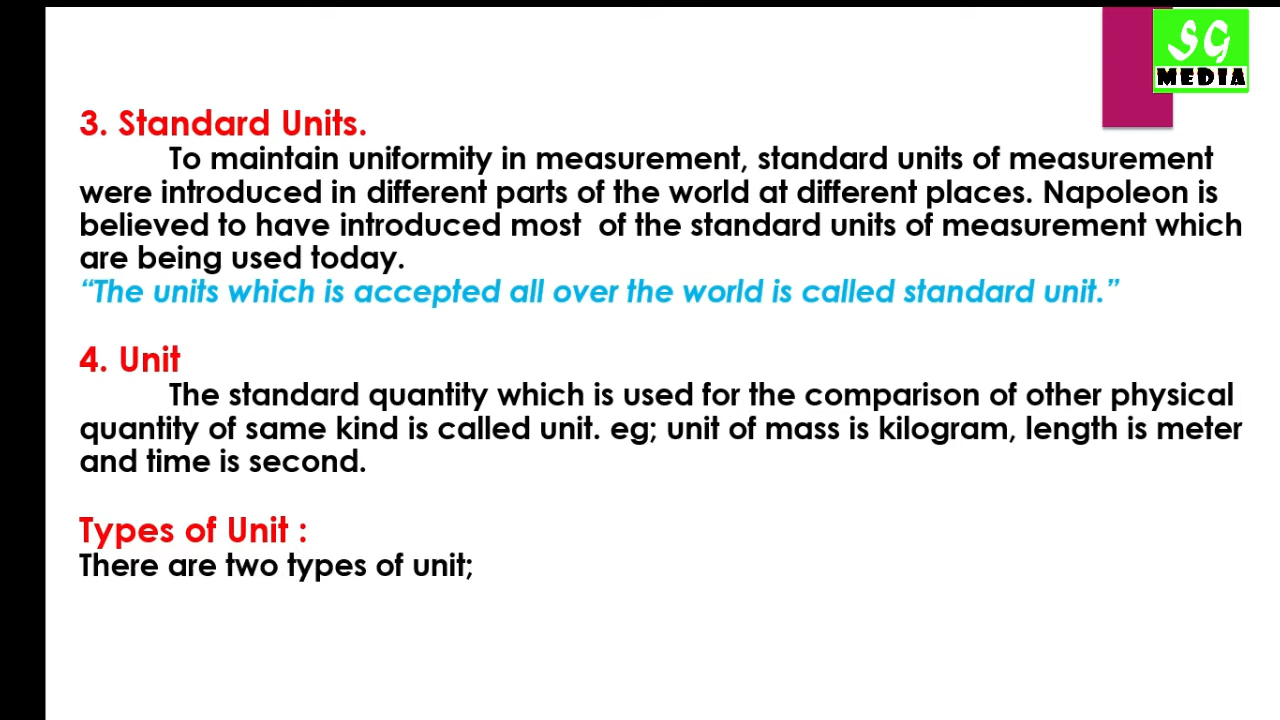 SG
MEDIA
3. Standard Units.
To maintain uniformity in measurement, standard units of measurement
were introduced in different parts of the world at different places. Napoleon is
believed to have introduced most of the standard units of measurement which
are being used today.
“The units which is accepted all over the world is called standard unit.”
4. Unit
The standard quantity which is used for the comparison of other physical
quantity of same kind is called unit. eg; unit of mass is kilogram, length is meter
and time is second.
Types of Unit :
There are two types of unit;